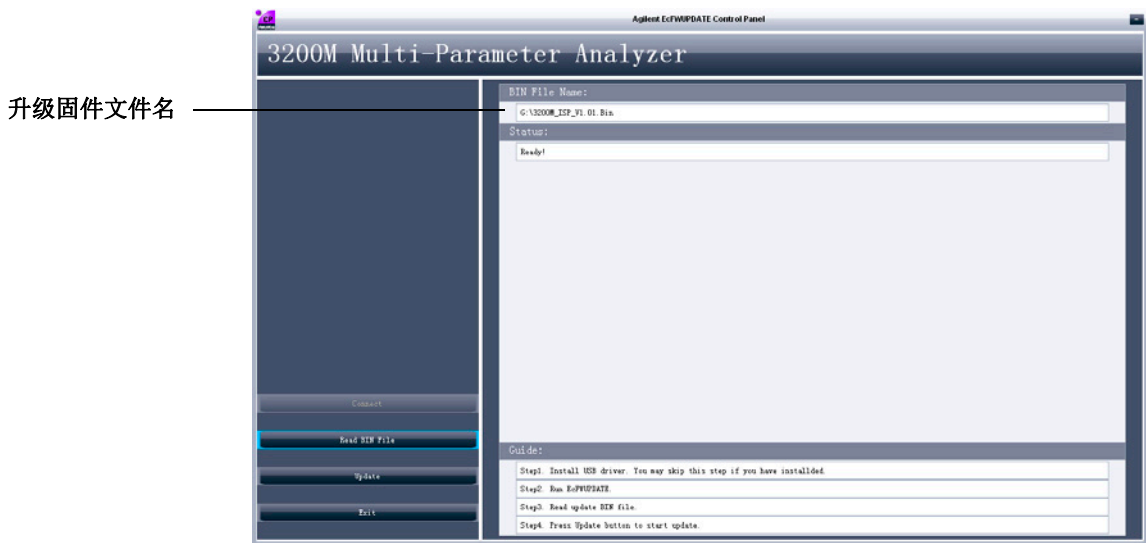 Agilent EcFWUPDATE Control Panel
3200M Multi-Parameter Analyzer
升级固件文件名
BIN File Name:
G:\3200M_ISP_V1.01.Bin
Status:
Ready!
Connect
Read BIN File
Update
Exit
Guide:
Step1. Install USB driver. You may skip this step if you have installded.
Step2. Run EcFWUPDATE.
Step3. Read update BIN file.
Step4. Press Update button to start update.